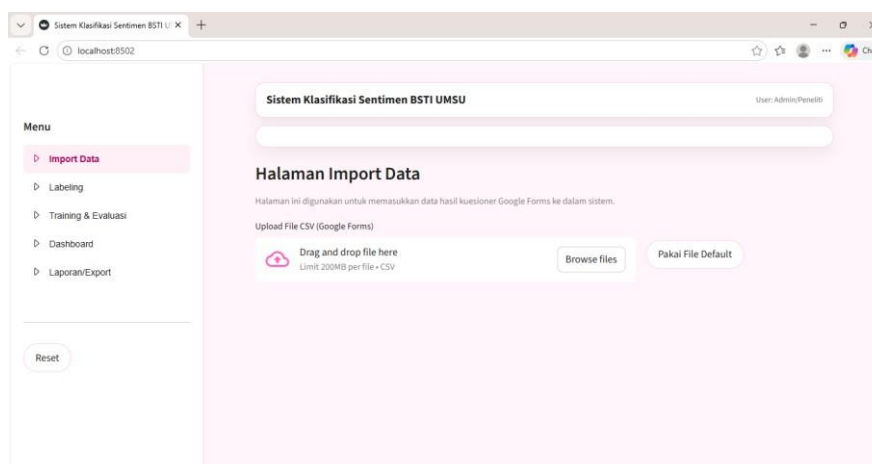 Sistem Klasifikasi Sentimen BSTI U
localhost:8502
Ch
Menu
Import Data
Labeling
Training & Evaluasi
Dashboard
Laporan/Export
Reset
Sistem Klasifikasi Sentimen BSTI UMSU
User: Admin/Peneliti
Halaman Import Data
Halaman ini digunakan untuk memasukkan data hasil kuesioner Google Forms ke dalam sistem.
Upload File CSV (Google Forms)
Drag and drop file here
Limit 200MB per file • CSV
Browse files
Pakai File Default